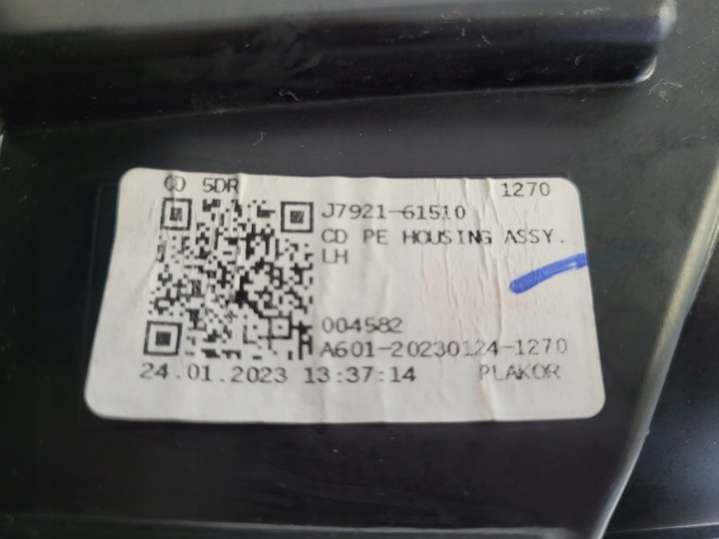 CD 5DR 1270
J7921-61510
CD PE HOUSING ASSY.
LH
004582
A601-20230124-1270
24.01.2023 13:37:14 PLAKOR